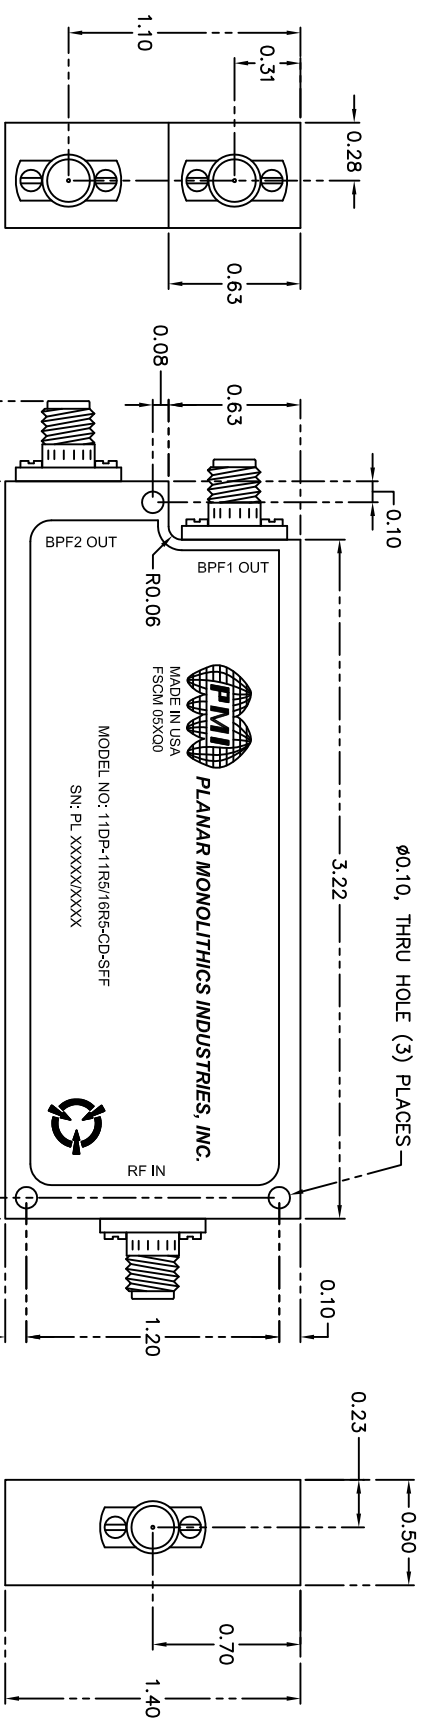 1.10
0.31
0.28
0.63
0.08
0.63
0.10
BPF2 OUT
BPF1 OUT
R0.06
PMI
MADE IN USA
FSCM 05XQ0
PLANAR MONOLITHICS INDUSTRIES, INC.
MODEL NO: 11DP-11R5/16R5-CD-SFF
SN: PL XXXXX/XXXX
3.22
ø0.10, THRU HOLE (3) PLACES
RF IN
0.10
1.20
0.23
0.50
0.70
1.40